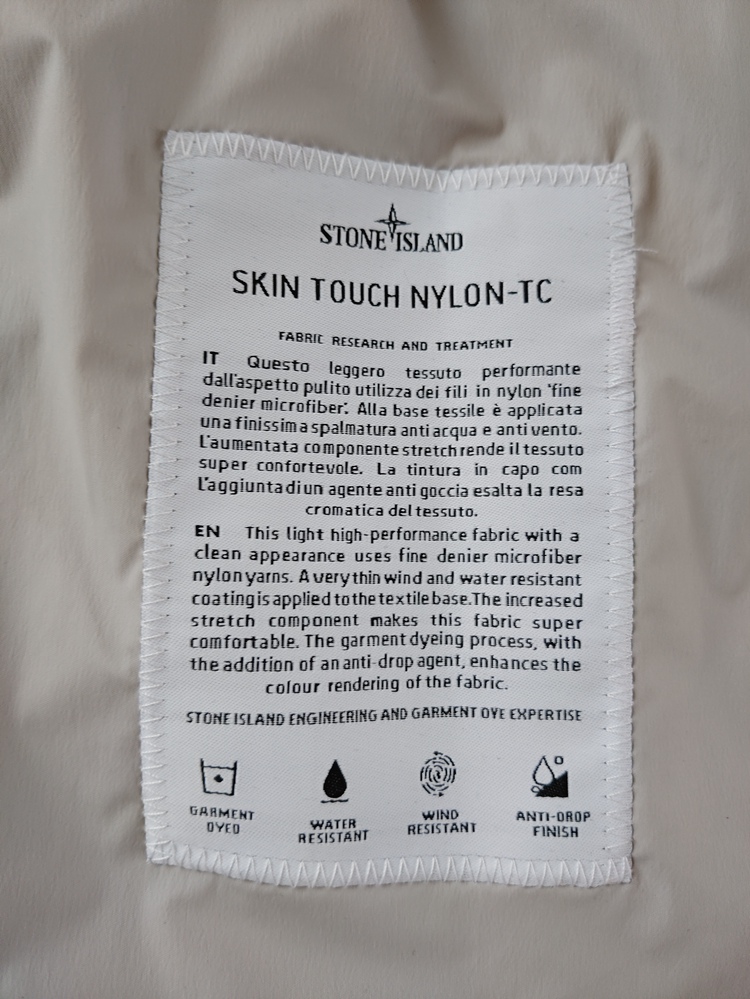 STONE ISLAND
SKIN TOUCH NYLON-TC
FABRIC RESEARCH AND TREATMENT
IT Questo leggero tessuto performante
dall'aspetto pulito utilizza dei fili in nylon 'fine
denier microfiber'. Alla base tessile è applicata
una finissima spalmatura anti acqua e anti vento.
L'aumentata componente stretch rende il tessuto
super confortevole. La tintura in capo con
l'aggiunta di un agente anti goccia esalta la resa
cromatica del tessuto.
EN This light high-performance fabric with a
clean appearance uses fine denier microfiber
nylon yarns. A very thin wind and water resistant
coating is applied to the textile base. The increased
stretch component makes this fabric super
comfortable. The garment dyeing process, with
the addition of an anti-drop agent, enhances the
colour rendering of the fabric.
STONE ISLAND ENGINEERING AND GARMENT DYE EXPERTISE
GARMENT
DYED
WATER
RESISTANT
WIND
RESISTANT
ANTI-DROP
FINISH